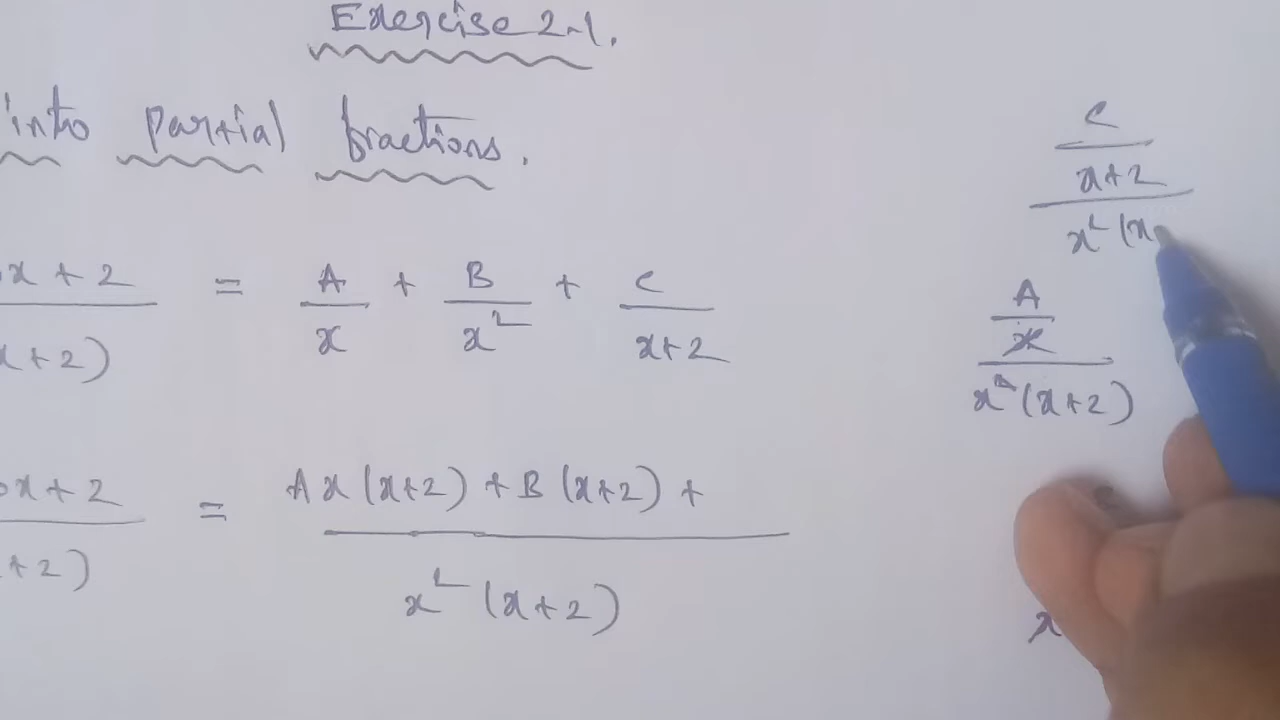 Exercise 2.1.
into partial fractions.
C
x+2
x² (x
x + 2 = A + B + C
x+2) x x² x+2
A
x
x² (x+2)
x + 2 = A x (x+2) + B (x+2) +
+2) x² (x+2)
x